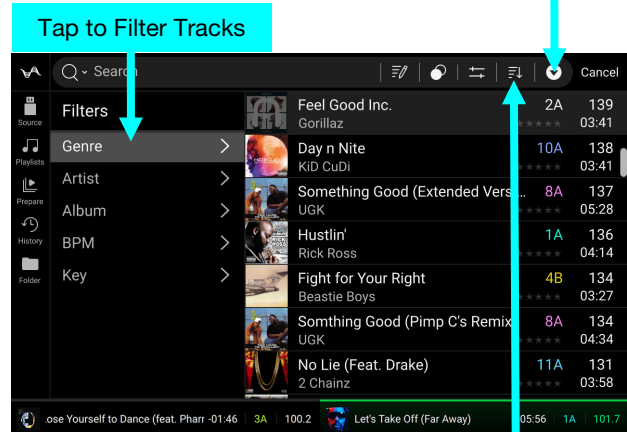 Tap to Filter Tracks
Search
Cancel
Source
Playlists
Prepare
History
Folder
Filters
Genre
Artist
Album
BPM
Key
Feel Good Inc. 2A 139
Gorillaz 03:41
Day n Nite 10A 138
KiD CuDi 03:41
Something Good (Extended Vers... 8A 137
UGK 05:28
Hustlin' 1A 136
Rick Ross 04:14
Fight for Your Right 4B 134
Beastie Boys 03:27
Somthing Good (Pimp C's Remix 8A 134
UGK 04:34
No Lie (Feat. Drake) 11A 131
2 Chainz 03:58
.ose Yourself to Dance (feat. Pharr -01:46 3A 100.2 Let's Take Off (Far Away) 05:56 1A 101.7